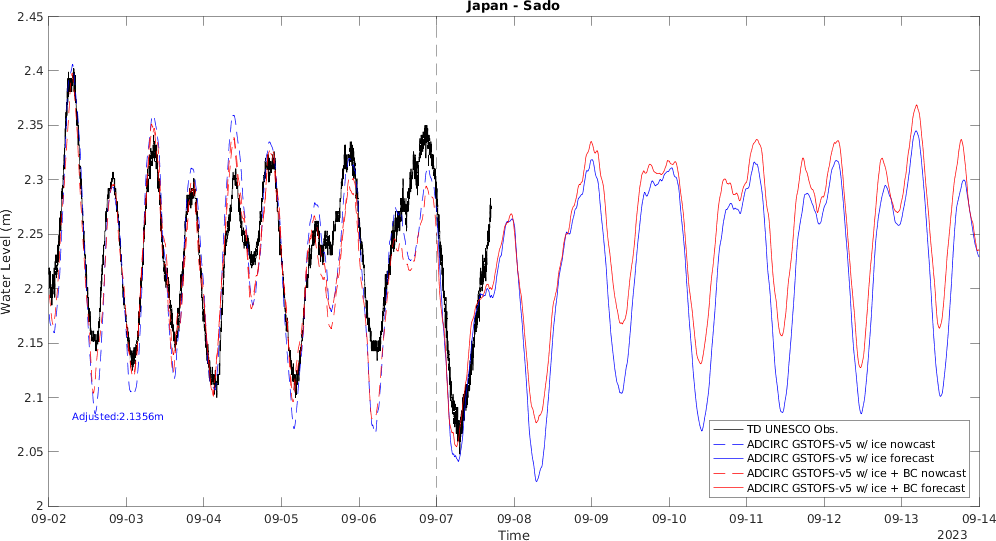 Japan - Sado
2.45
2.4
2.35
2.3
2.25
2.2
2.15
2.1
2.05
2
Water Level (m)
Adjusted:2.1356m
TD UNESCO Obs.
ADCIRC GSTOFS-v5 w/ ice nowcast
ADCIRC GSTOFS-v5 w/ ice forecast
ADCIRC GSTOFS-v5 w/ ice + BC nowcast
ADCIRC GSTOFS-v5 w/ ice + BC forecast
09-02 09-03 09-04 09-05 09-06 09-07 09-08 09-09 09-10 09-11 09-12 09-13 09-14
Time
2023